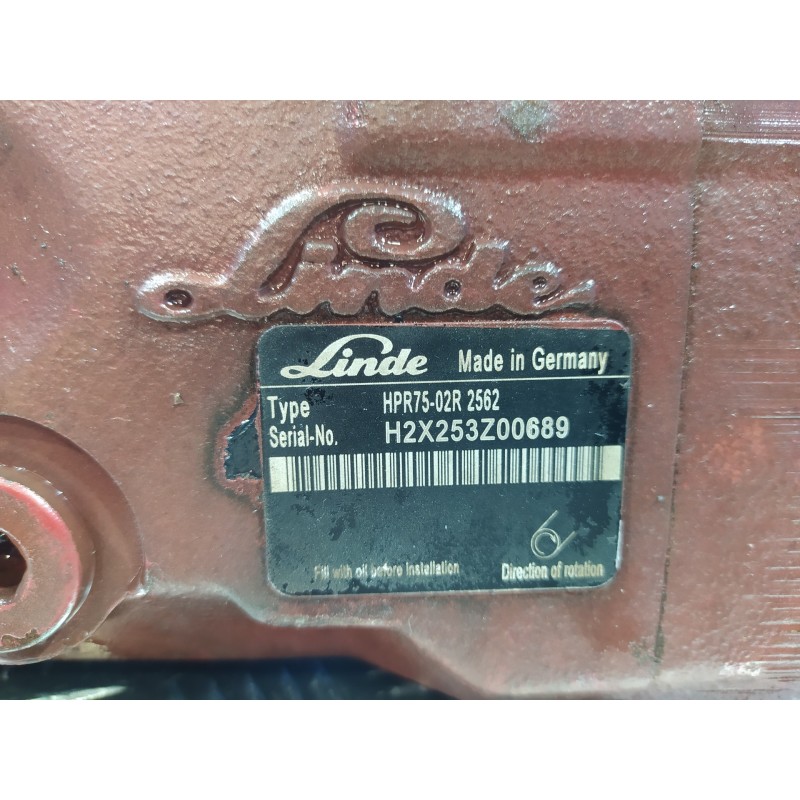 Linde
Linde Made in Germany
Type HPR75-02R 2562
Serial-No. H2X253Z00689
Fill with oil before installation Direction of rotation